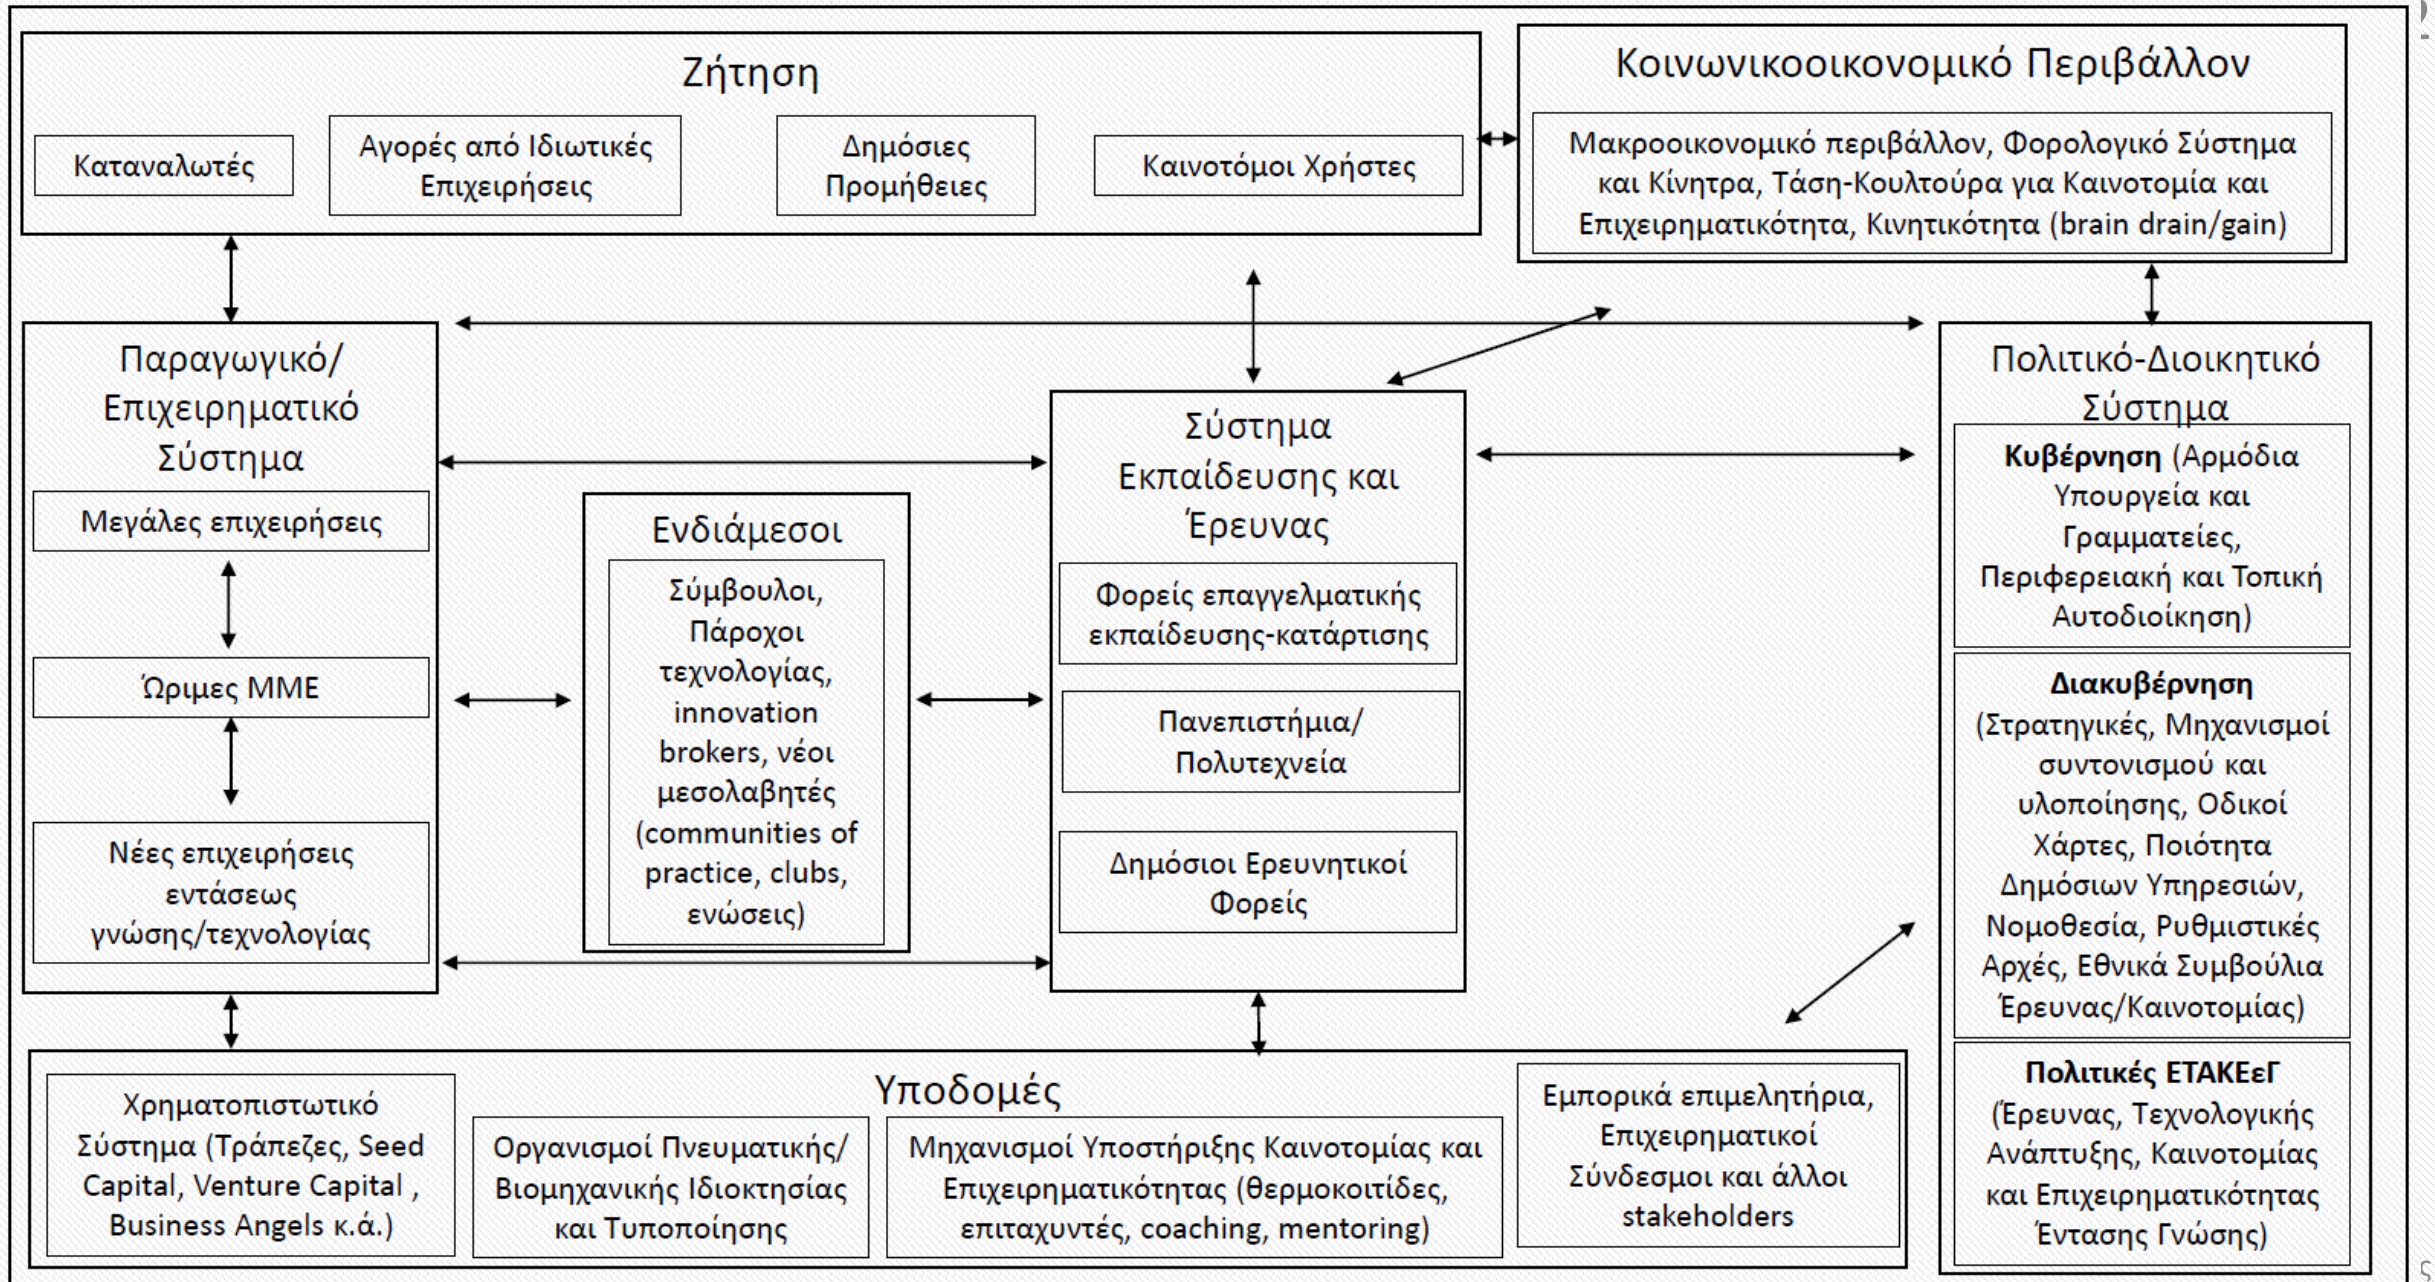 Ζήτηση
Καταναλωτές
Αγορές από Ιδιωτικές
Επιχειρήσεις
Δημόσιες
Προμήθειες
Καινοτόμοι Χρήστες
Κοινωνικοοικονομικό Περιβάλλον
Μακροοικονομικό περιβάλλον, Φορολογικό Σύστημα
και Κίνητρα, Τάση-Κουλτούρα για Καινοτομία και
Επιχειρηματικότητα, Κινητικότητα (brain drain/gain)
Παραγωγικό/
Επιχειρηματικό
Σύστημα
Μεγάλες επιχειρήσεις
Ώριμες ΜΜΕ
Νέες επιχειρήσεις
εντάσεως
γνώσης/τεχνολογίας
Ενδιάμεσοι
Σύμβουλοι,
Πάροχοι
τεχνολογίας,
innovation
brokers, νέοι
μεσολαβητές
(communities of
practice, clubs,
ενώσεις)
Σύστημα
Εκπαίδευσης και
Έρευνας
Φορείς επαγγελματικής
εκπαίδευσης-κατάρτισης
Πανεπιστήμια/
Πολυτεχνεία
Δημόσιοι Ερευνητικοί
Φορείς
Πολιτικό-Διοικητικό
Σύστημα
Κυβέρνηση (Αρμόδια
Υπουργεία και
Γραμματείες,
Περιφερειακή και Τοπική
Αυτοδιοίκηση)
Διακυβέρνηση
(Στρατηγικές, Μηχανισμοί
συντονισμού και
υλοποίησης, Οδικοί
Χάρτες, Ποιότητα
Δημόσιων Υπηρεσιών,
Νομοθεσία, Ρυθμιστικές
Αρχές, Εθνικά Συμβούλια
Έρευνας/Καινοτομίας)
Πολιτικές ΕΤΑΚΕεΓ
(Έρευνας, Τεχνολογικής
Ανάπτυξης, Καινοτομίας
και Επιχειρηματικότητας
Έντασης Γνώσης)
Υποδομές
Χρηματοπιστωτικό
Σύστημα (Τράπεζες, Seed
Capital, Venture Capital ,
Business Angels κ.ά.)
Οργανισμοί Πνευματικής/
Βιομηχανικής Ιδιοκτησίας
και Τυποποίησης
Μηχανισμοί Υποστήριξης Καινοτομίας και
Επιχειρηματικότητας (θερμοκοιτίδες,
επιταχυντές, coaching, mentoring)
Εμπορικά επιμελητήρια,
Επιχειρηματικοί
Σύνδεσμοι και άλλοι
stakeholders